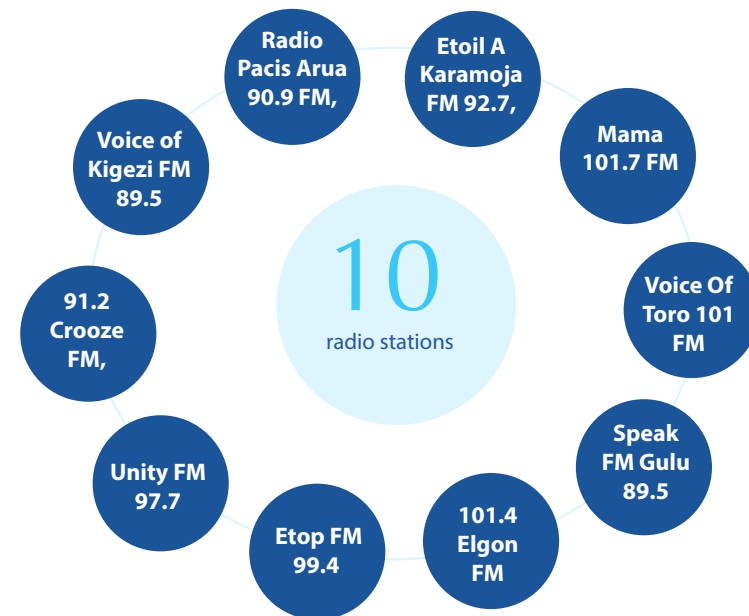 Radio
Pacis Arua
90.9 FM,
Etoil A
Karamoja
FM 92.7,
Mama
101.7 FM
Voice Of
Toro 101
FM
Speak
FM Gulu
89.5
101.4
Elgon
FM
Etop FM
99.4
Unity FM
97.7
91.2
Crooze
FM,
Voice of
Kigezi FM
89.5
10
radio stations